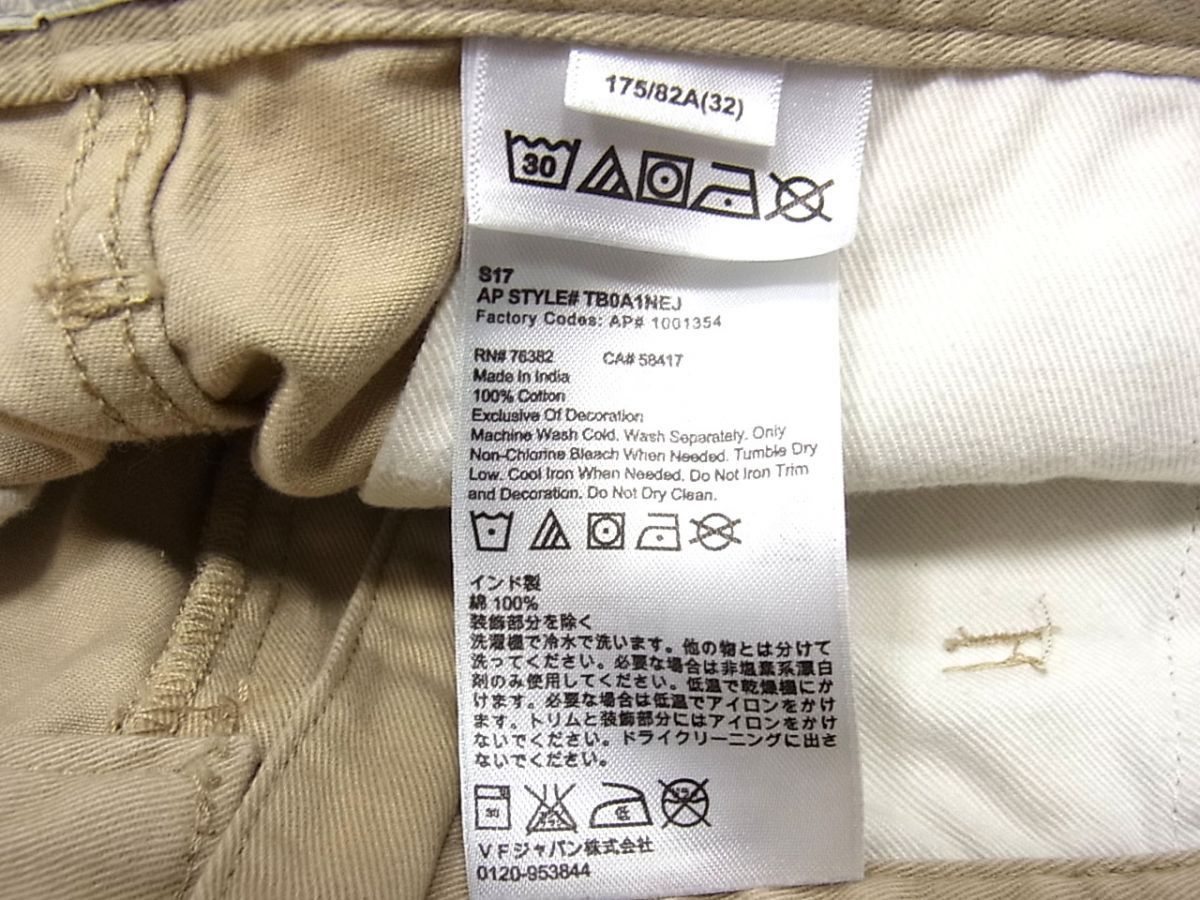 175/82A(32)
30
S17
AP STYLE# TB0A1NEJ
Factory Codes: AP# 1001354
RN# 76382 CA# 58417
Made In India
100% Cotton
Exclusive Of Decoration
Machine Wash Cold. Wash Separately. Only
Non-Chlorine Bleach When Needed. Tumble Dry
Low. Cool Iron When Needed. Do Not Iron Trim
and Decoration. Do Not Dry Clean.
インド製
綿 100%
装飾部分を除く
洗濯機で冷水で洗います。他の物とは分けて
洗ってください。必要な場合は非塩素系漂白
剤のみ使用してください。低温で乾燥機にか
けます。必要な場合は低温でアイロンをかけ
ます。トリムと装飾部分にはアイロンをかけ
ないでください。ドライクリーニングに出さ
ないでください。
30 低
VFジャパン株式会社
0120-953844